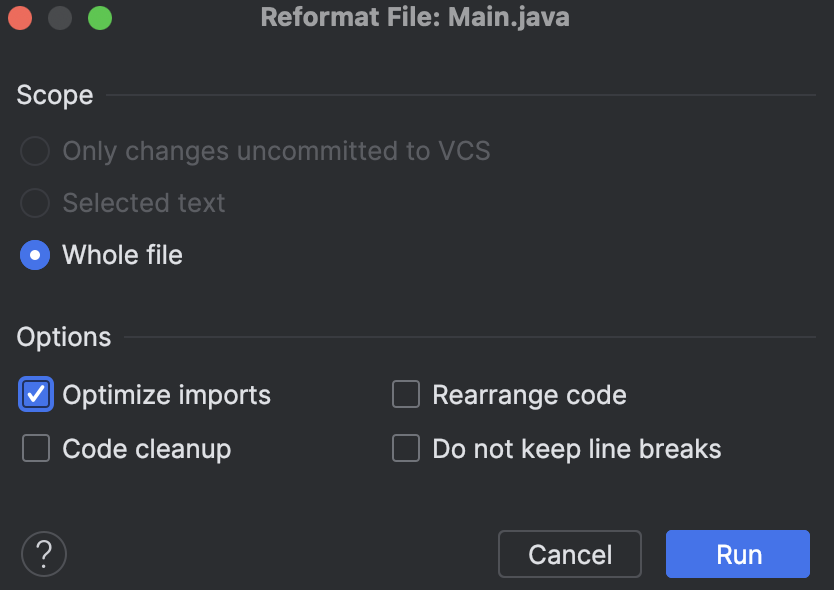 Reformat File: Main.java
Scope
Only changes uncommitted to VCS
Selected text
Whole file
Options
Optimize imports
Rearrange code
Code cleanup
Do not keep line breaks
?
Cancel
Run